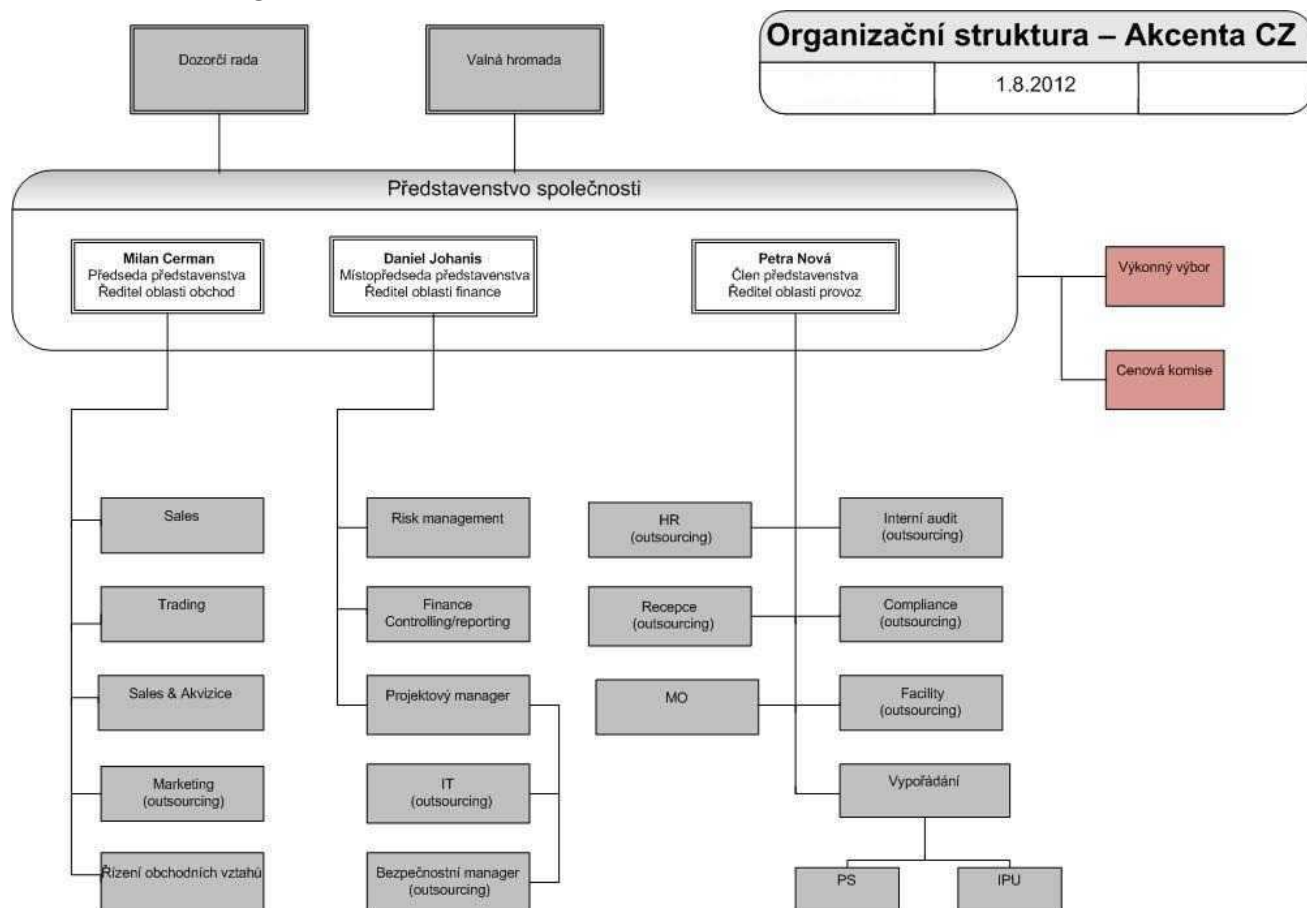 Dozorčí rada
Valná hromada
Organizační struktura – Akcenta CZ
1.8.2012
Představenstvo společnosti
Milan Cerman
Předseda představenstva
Ředitel oblasti obchod
Daniel Johanis
Místopředseda představenstva
Ředitel oblasti finance
Petra Nová
Člen představenstva
Ředitel oblasti provoz
Výkonný výbor
Cenová komise
Sales
Trading
Sales & Akvizice
Marketing
(outsourcing)
Řízení obchodních vztahů
Risk management
Finance
Controlling/reporting
Projektový manager
IT
(outsourcing)
Bezpečnostní manager
(outsourcing)
HR
(outsourcing)
Recepce
(outsourcing)
MO
Interní audit
(outsourcing)
Compliance
(outsourcing)
Facility
(outsourcing)
Vypořádání
PS
IPU